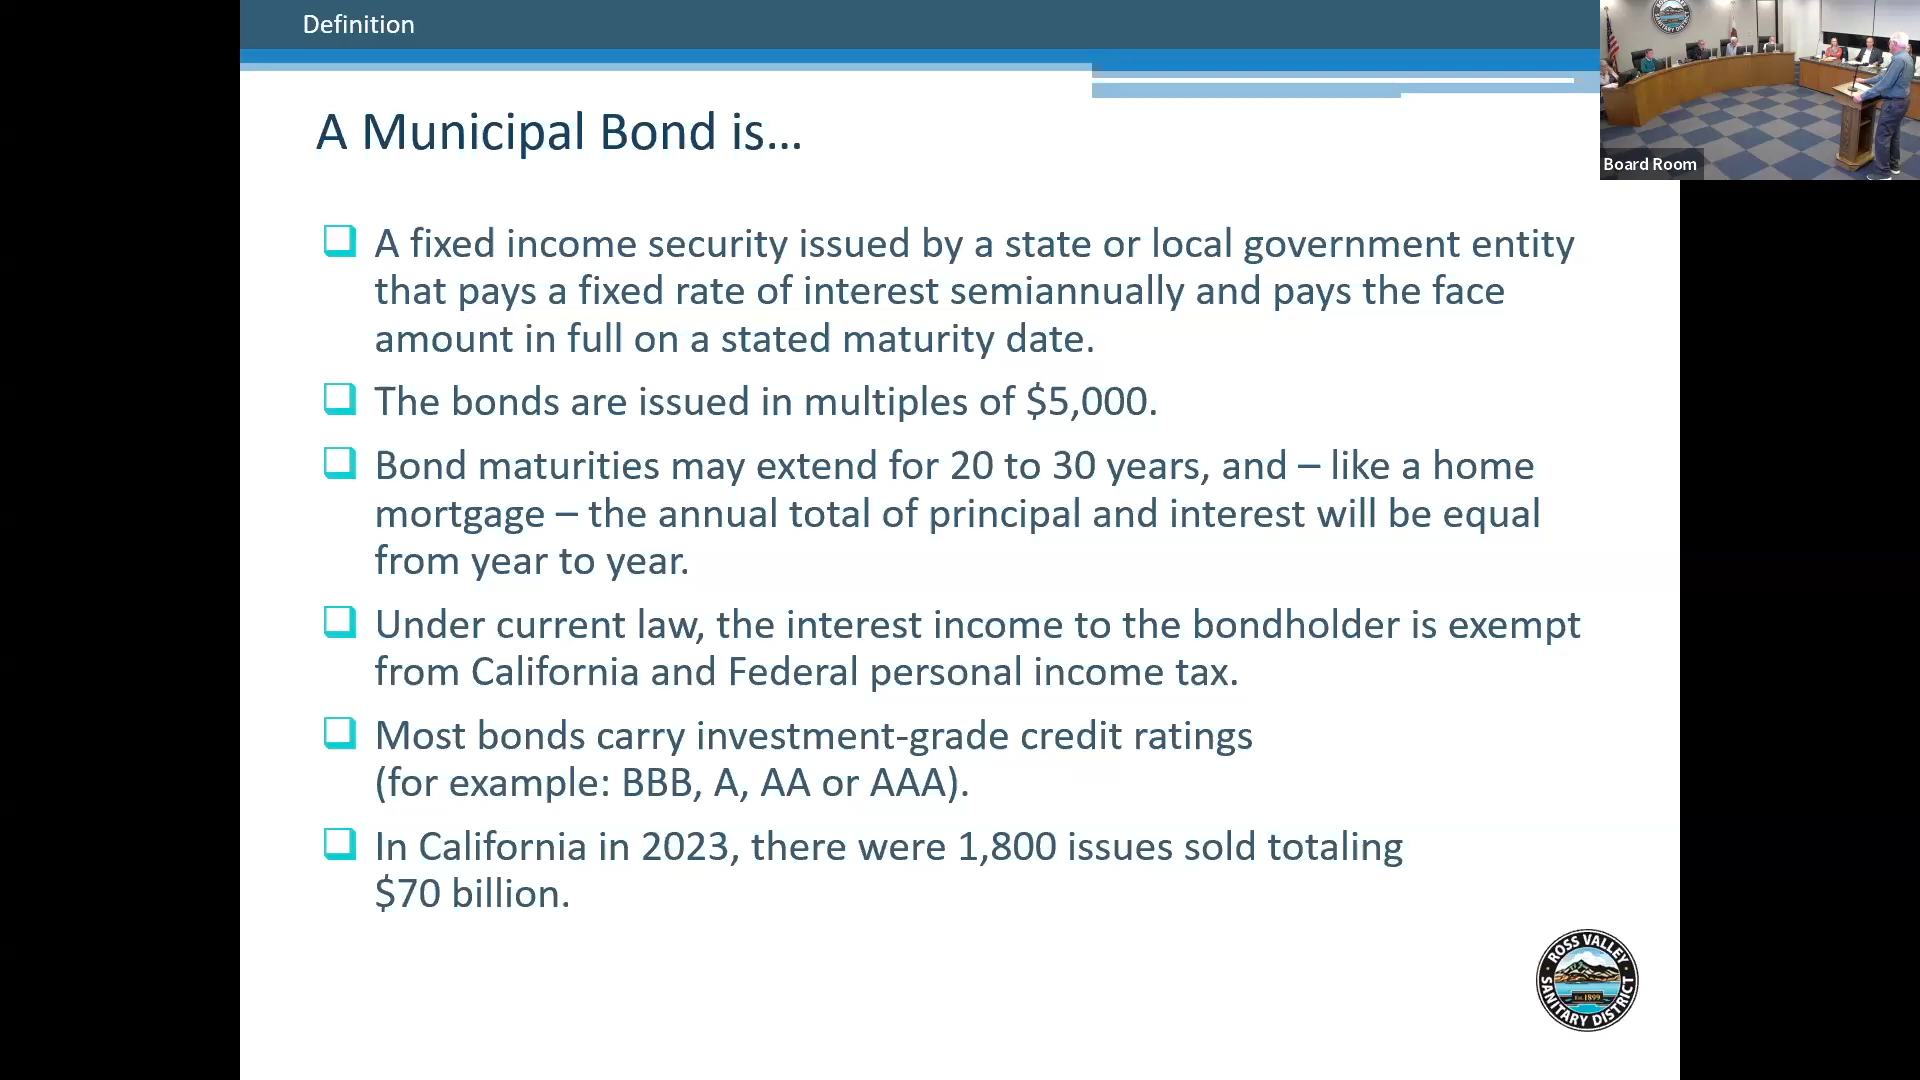 Definition
A Municipal Bond is…
A fixed income security issued by a state or local government entity
that pays a fixed rate of interest semiannually and pays the face
amount in full on a stated maturity date.
The bonds are issued in multiples of $5,000.
Bond maturities may extend for 20 to 30 years, and – like a home
mortgage – the annual total of principal and interest will be equal
from year to year.
Under current law, the interest income to the bondholder is exempt
from California and Federal personal income tax.
Most bonds carry investment-grade credit ratings
(for example: BBB, A, AA or AAA).
In California in 2023, there were 1,800 issues sold totaling
$70 billion.
Board Room
ROSS VALLEY
Est. 1899
SANITARY DISTRICT